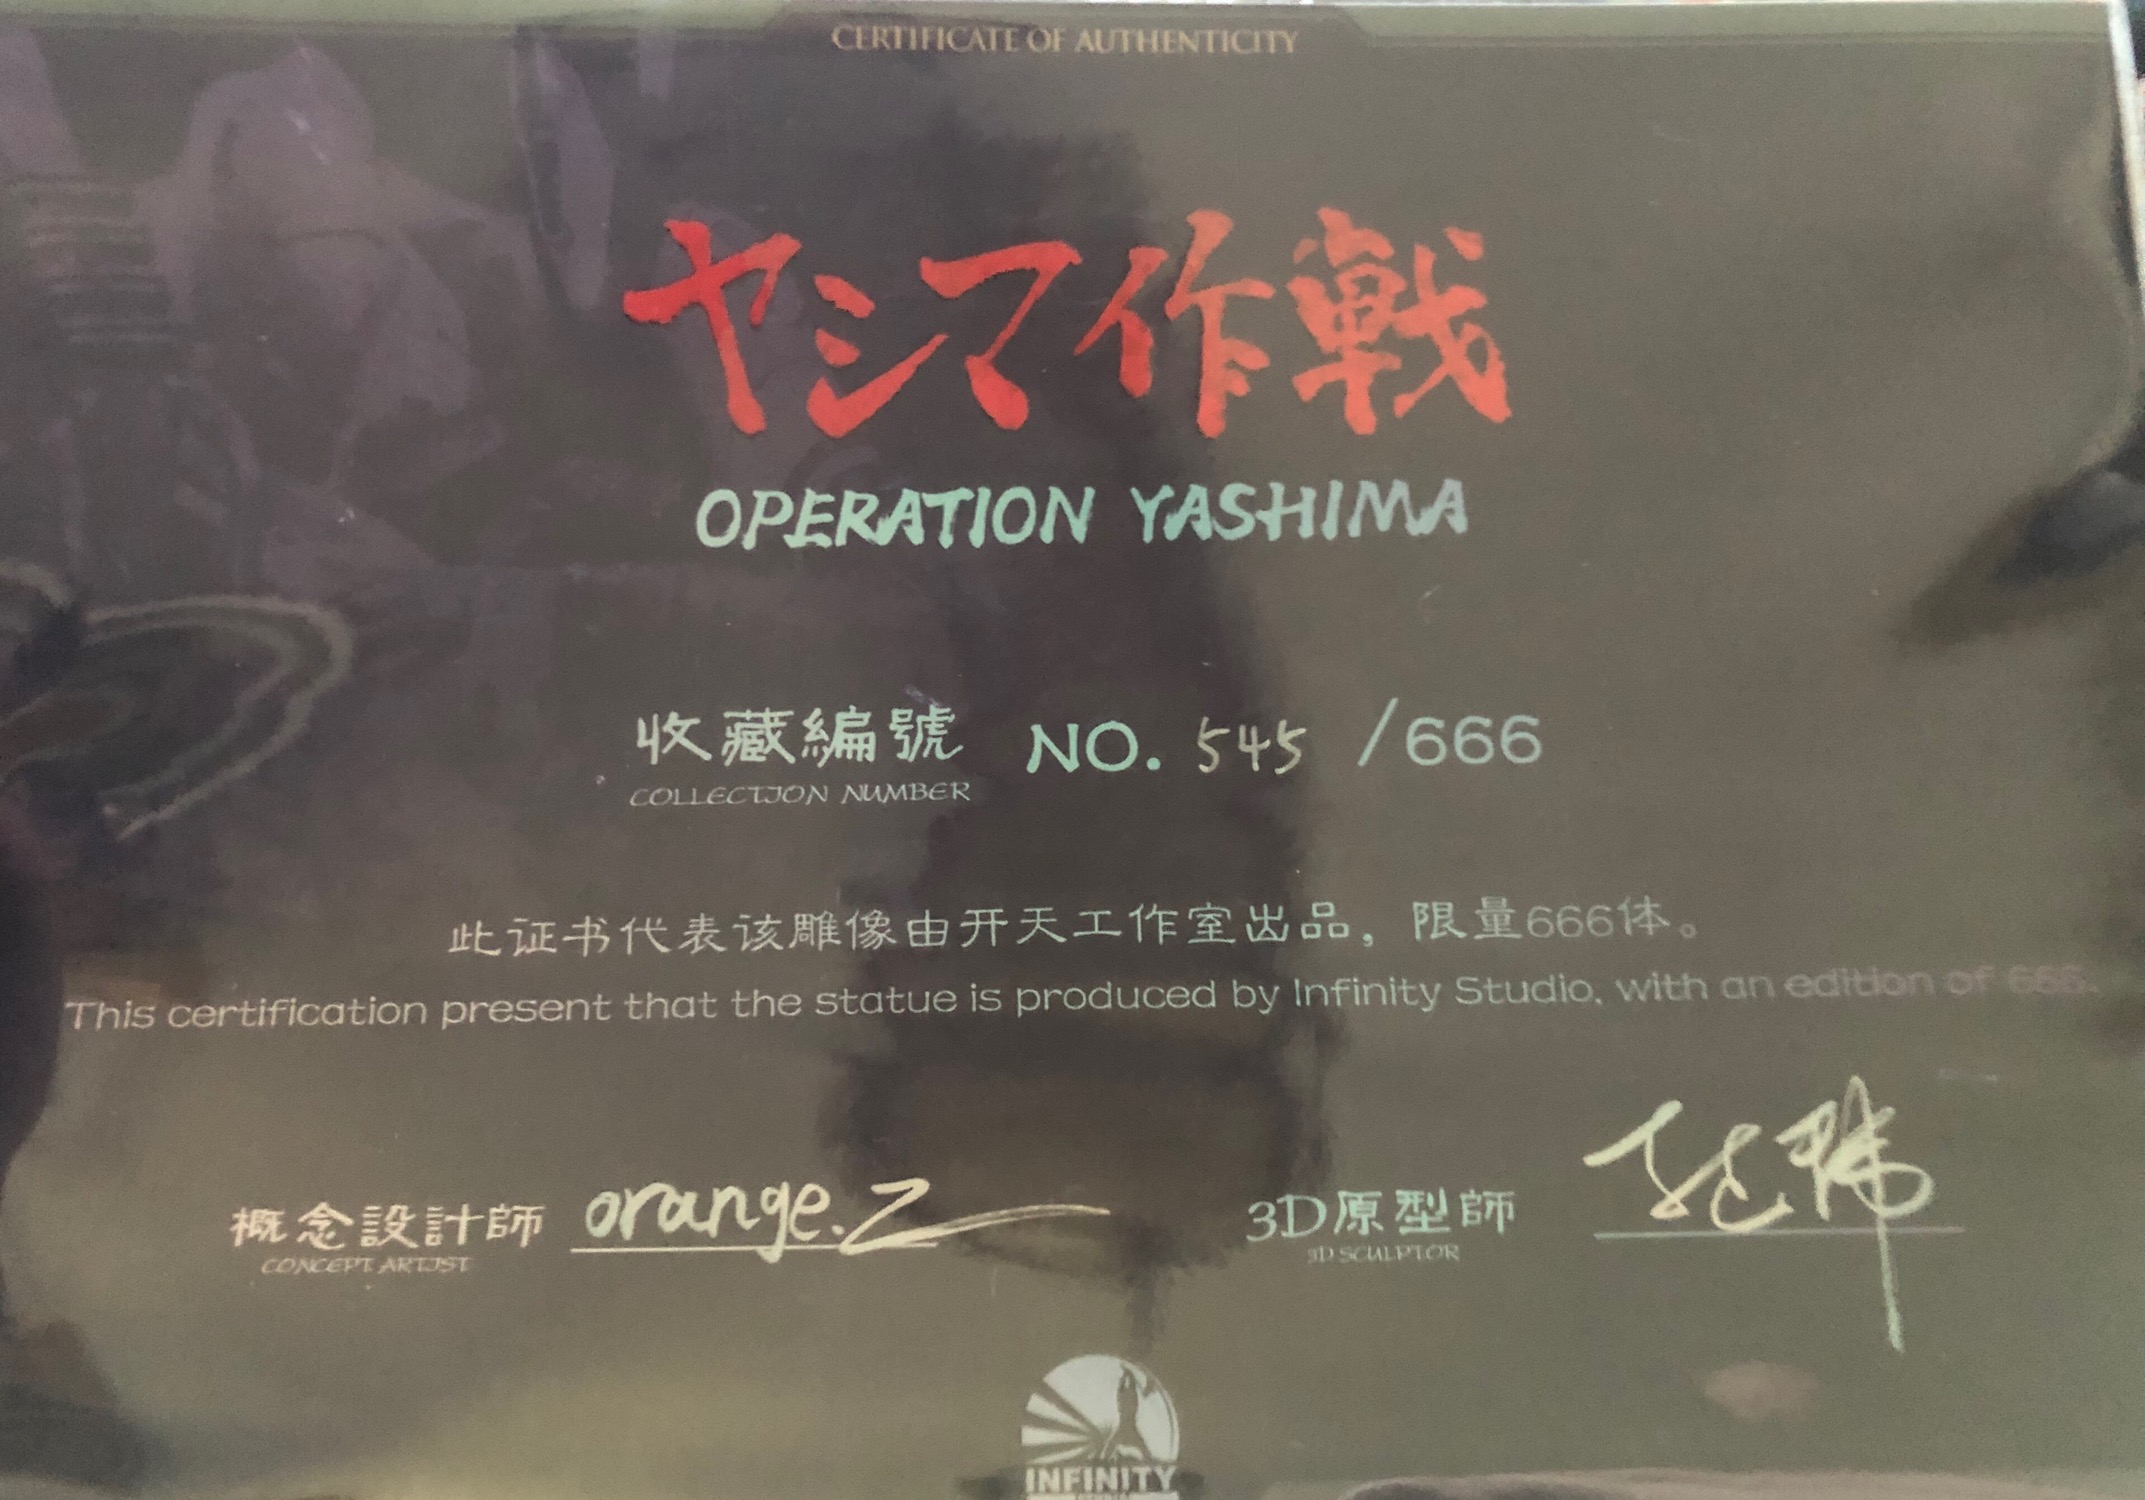 CERTIFICATE OF AUTHENTICITY
ヤシマ作戦
OPERATION YASHIMA
收藏編號 NO. 545 /666
COLLECTION NUMBER
此证书代表该雕像由开天工作室出品，限量666体。
This certification present that the statue is produced by Infinity Studio, with an edition of 666.
概念設計師 orange.Z
CONCEPT ARTIST
3D原型師
3D SCULPTOR
INFINITY